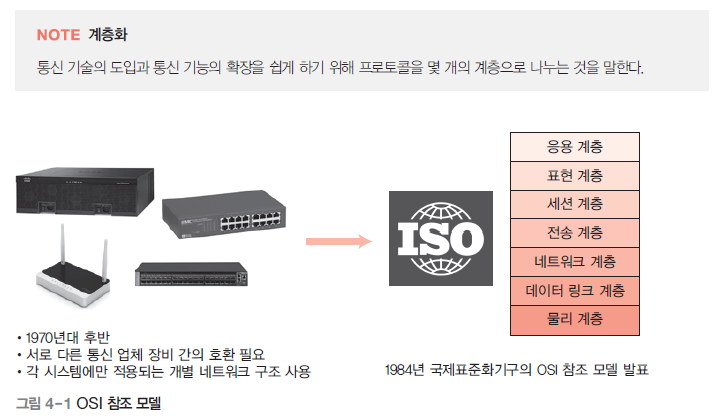 NOTE 계층화
통신 기술의 도입과 통신 기능의 확장을 쉽게 하기 위해 프로토콜을 몇 개의 계층으로 나누는 것을 말한다.
응용 계층
표현 계층
세션 계층
전송 계층
네트워크 계층
데이터 링크 계층
물리 계층
ISO
• 1970년대 후반
• 서로 다른 통신 업체 장비 간의 호환 필요
• 각 시스템에만 적용되는 개별 네트워크 구조 사용
1984년 국제표준화기구의 OSI 참조 모델 발표
그림 4-1 OSI 참조 모델